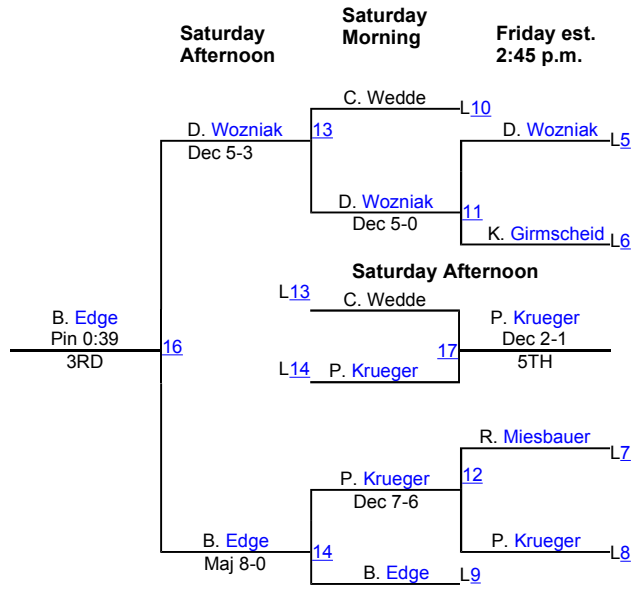 Saturday
Afternoon
Saturday
Morning
Friday est.
2:45 p.m.
C. Wedde
L10
D. Wozniak
13
Dec 5-3
D. Wozniak
L5
D. Wozniak
11
Dec 5-0
K. Girmscheid
L6
Saturday Afternoon
L13
C. Wedde
B. Edge
Pin 0:39
3RD
16
17
P. Krueger
Dec 2-1
5TH
L14
P. Krueger
R. Miesbauer
L7
P. Krueger
12
Dec 7-6
B. Edge
14
Maj 8-0
P. Krueger
L8
B. Edge
L9